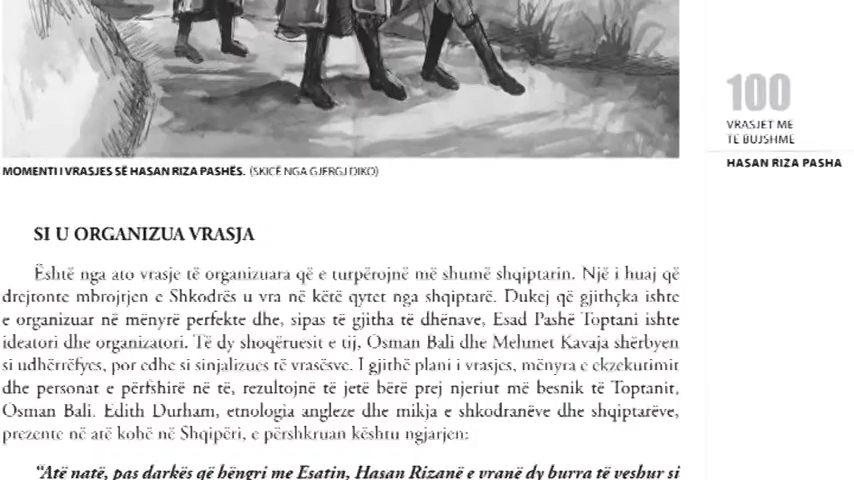 MOMENTI I VRASJES SË HASAN RIZA PASHËS. (SKICË NGA GJERGJ DIKO)
100
VRASJET ME
TË BUJSHME
HASAN RIZA PASHA
SI U ORGANIZUA VRASJA
Është nga ato vrasje të organizuara që e turpërojnë më shumë shqiptarin. Një i huaj që
drejtonte mbrojtjen e Shkodrës u vra në këtë qytet nga shqiptarë. Dukej që gjithçka ishte
e organizuar në mënyrë perfekte dhe, sipas të gjitha të dhënave, Esad Pashë Toptani ishte
ideatori dhe organizatori. Të dy shoqëruesit e tij, Osman Bali dhe Mehmet Kavaja shërbyen
si udhërrëfyes, por edhe si sinjalizues të vrasësve. I gjithë plani i vrasjes, mënyra e ekzekutimit
dhe personat e përfshirë në të, rezultojnë të jetë bërë prej njeriut më besnik të Toptanit,
Osman Bali. Edith Durham, etnologia angleze dhe mikja e shkodranëve dhe shqiptarëve,
prezente në atë kohë në Shqipëri, e përshkruan kështu ngjarjen:
“Atë natë, pas darkës që hëngri me Esatin, Hasan Rizanë e vranë dy burra të veshur si